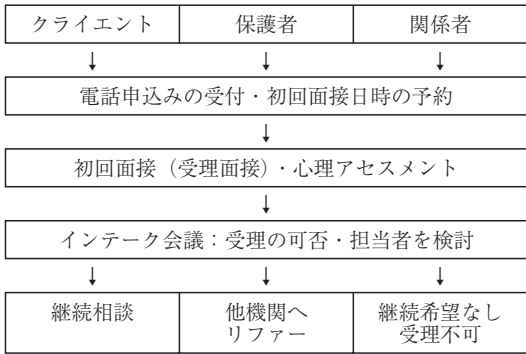 クライエント 保護者 関係者
電話申込みの受付・初回面接日時の予約
初回面接（受理面接）・心理アセスメント
インテーク会議：受理の可否・担当者を検討
継続相談 他機関へ 継続希望なし
リファー 受理不可